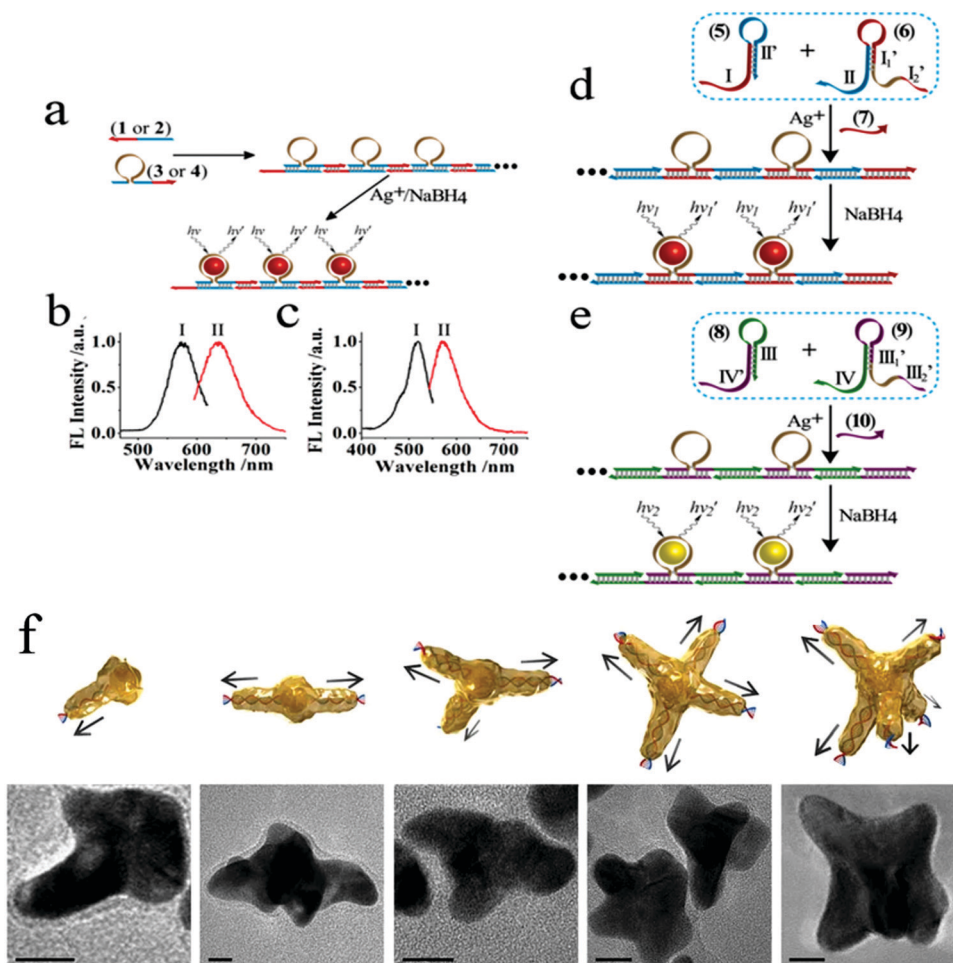 a
(1 or 2)
(3 or 4)
Ag+/NaBH4
hν hν' hν hν' hν hν'
b
I II
FL Intensity /a.u.
1.0
0.5
0.0
500 600 700
Wavelength /nm
c
I II
FL Intensity /a.u.
1.0
0.5
0.0
400 500 600 700
Wavelength /nm
d
(5) II' I + (6) I₁' II I₂'
Ag+ (7)
NaBH4
hν1 hν1' hν1 hν1'
e
(8) III IV' + (9) III₁' IV III₂'
Ag+ (10)
NaBH4
hν2 hν2' hν2 hν2'
f